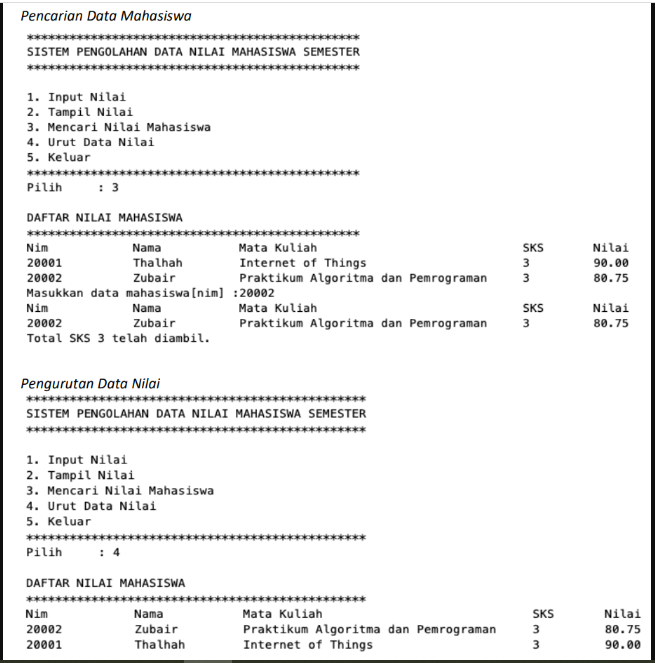 Pencarian Data Mahasiswa
***********************************************
SISTEM PENGOLAHAN DATA NILAI MAHASISWA SEMESTER
***********************************************
1. Input Nilai
2. Tampil Nilai
3. Mencari Nilai Mahasiswa
4. Urut Data Nilai
5. Keluar
***********************************************
Pilih : 3
DAFTAR NILAI MAHASISWA
***********************************************
Nim Nama Mata Kuliah SKS Nilai
20001 Thalhah Internet of Things 3 90.00
20002 Zubair Praktikum Algoritma dan Pemrograman 3 80.75
Masukkan data mahasiswa[nim] :20002
Nim Nama Mata Kuliah SKS Nilai
20002 Zubair Praktikum Algoritma dan Pemrograman 3 80.75
Total SKS 3 telah diambil.
Pengurutan Data Nilai
***********************************************
SISTEM PENGOLAHAN DATA NILAI MAHASISWA SEMESTER
***********************************************
1. Input Nilai
2. Tampil Nilai
3. Mencari Nilai Mahasiswa
4. Urut Data Nilai
5. Keluar
***********************************************
Pilih : 4
DAFTAR NILAI MAHASISWA
***********************************************
Nim Nama Mata Kuliah SKS Nilai
20002 Zubair Praktikum Algoritma dan Pemrograman 3 80.75
20001 Thalhah Internet of Things 3 90.00